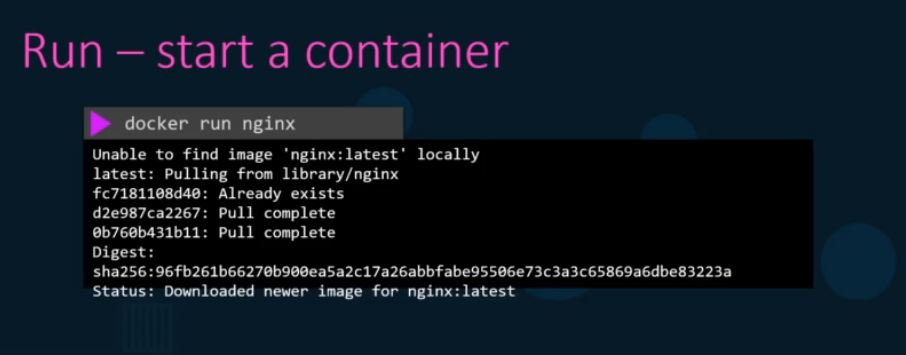 Run – start a container
docker run nginx
Unable to find image 'nginx:latest' locally
latest: Pulling from library/nginx
fc7181108d40: Already exists
d2e987ca2267: Pull complete
0b760b431b11: Pull complete
Digest:
sha256:96fb261b66270b900ea5a2c17a26abbfabe95506e73c3a3c65869a6dbe83223a
Status: Downloaded newer image for nginx:latest